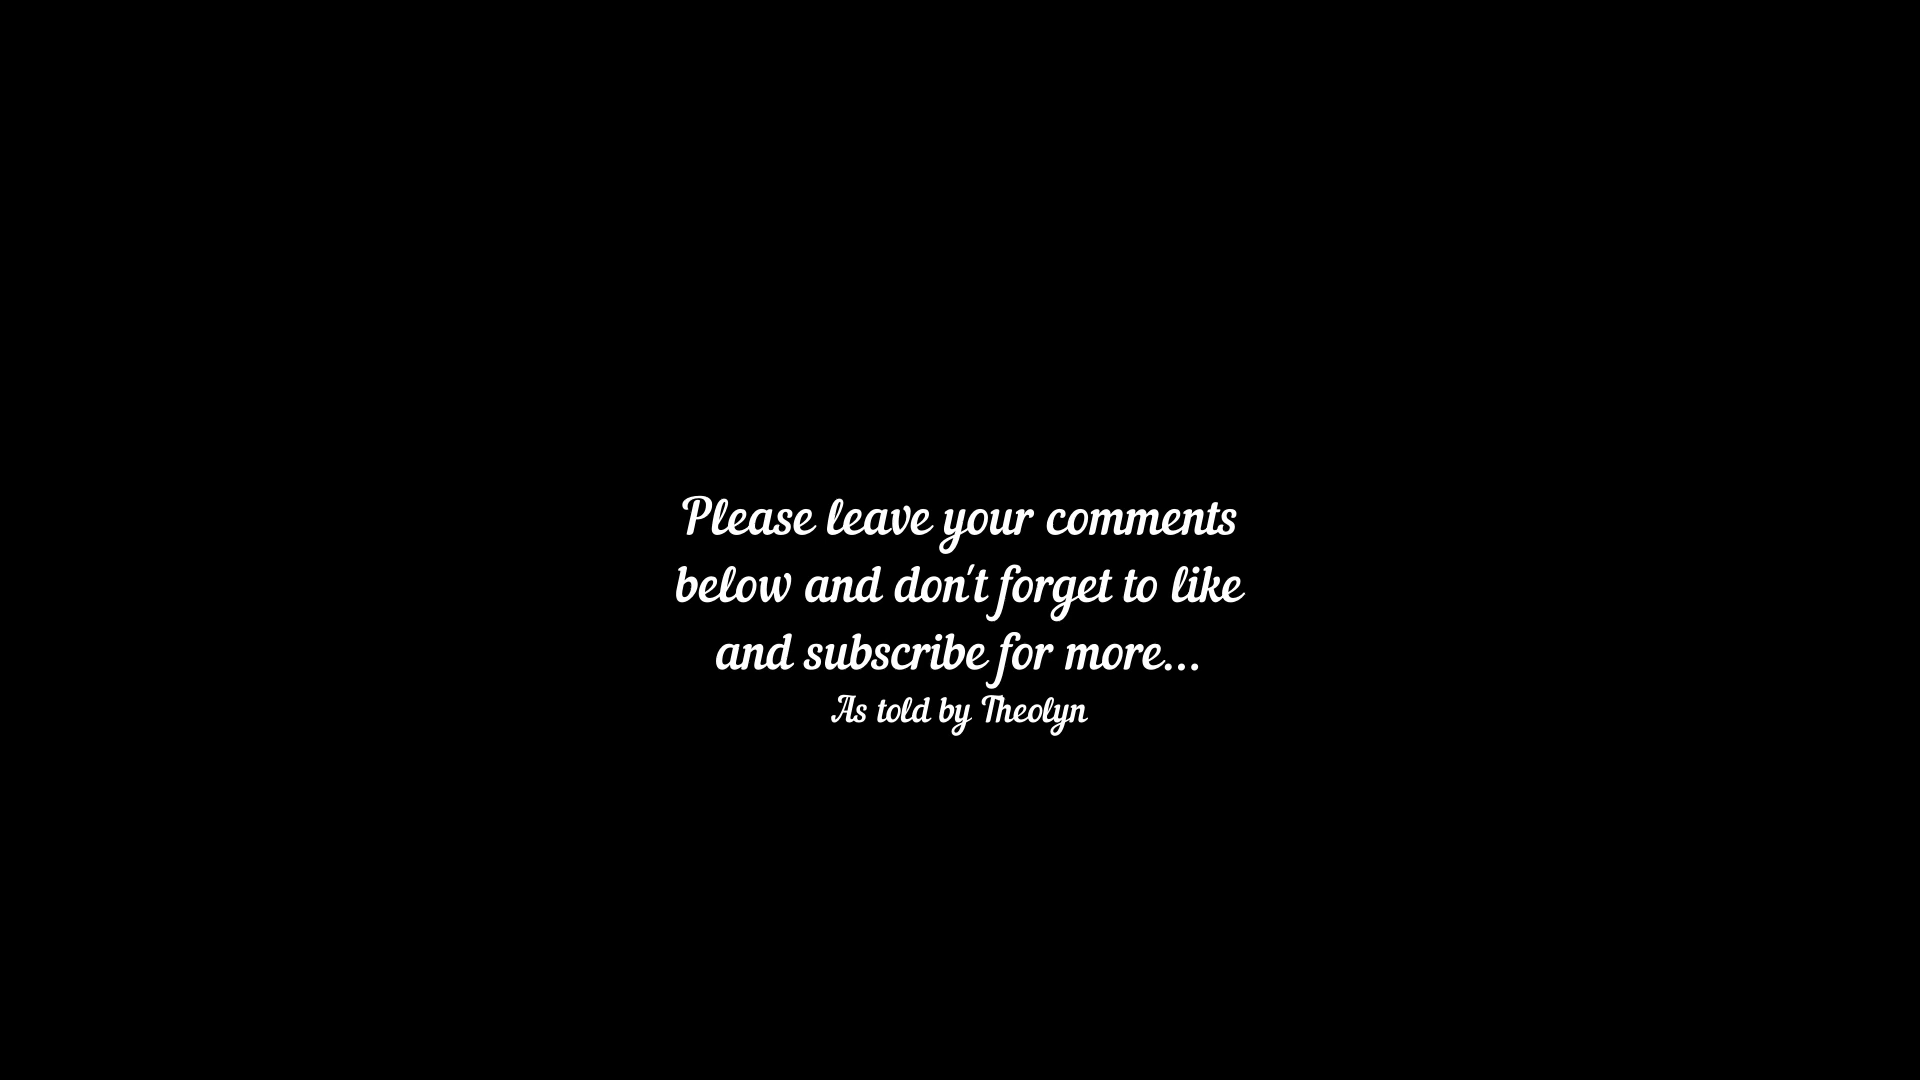 Please leave your comments
below and don't forget to like
and subscribe for more...
As told by Theolyn